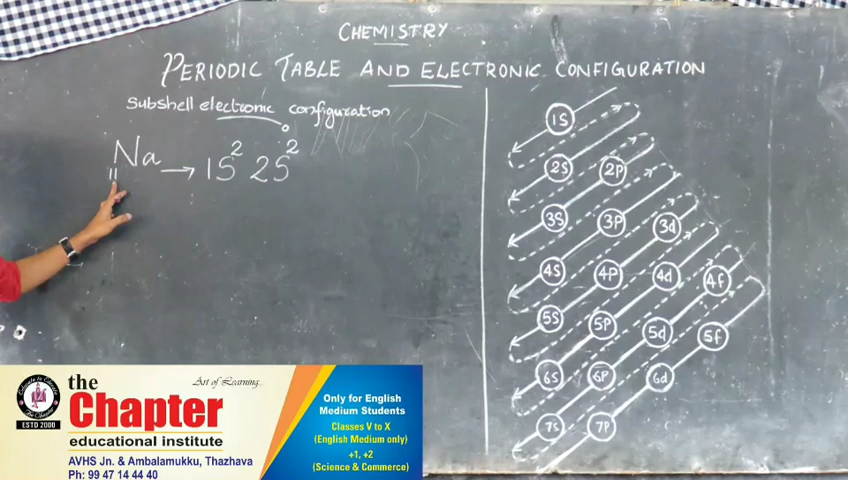 CHEMISTRY
PERIODIC TABLE AND ELECTRONIC CONFIGURATION
Subshell electronic configuration
₁₁Na → 1S² 2S²
1S
2S 2P
3S 3P 3d
4S 4P 4d 4f
5S 5P 5d 5f
6S 6P 6d
7S 7P
the
Chapter
educational institute
Art of Learning..
ESTD 2000
AVHS Jn. & Ambalamukku, Thazhava
Ph: 99 47 14 44 40
Only for English
Medium Students
Classes V to X
(English Medium only)
+1, +2
(Science & Commerce)